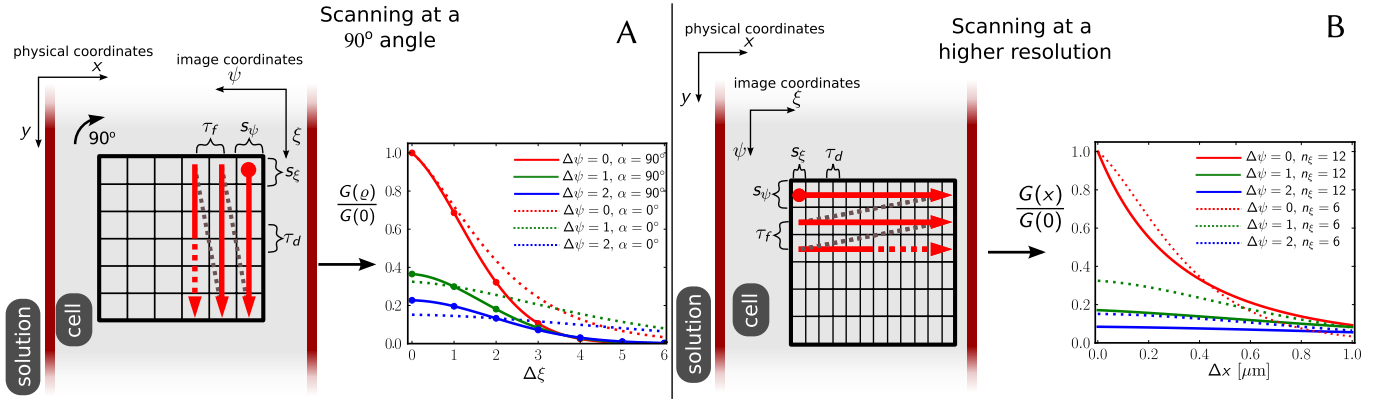 Scanning at a
90° angle
A
physical coordinates
x
y
image coordinates
ψ
ξ
90°
τ_f
s_ψ
s_ξ
τ_d
solution
cell
G(ϱ)
G(0)
1.0
0.8
0.6
0.4
0.2
0.0
0 1 2 3 4 5 6
Δξ
Δψ = 0, α = 90°
Δψ = 1, α = 90°
Δψ = 2, α = 90°
Δψ = 0, α = 0°
Δψ = 1, α = 0°
Δψ = 2, α = 0°
Scanning at a
higher resolution
B
physical coordinates
x
y
image coordinates
ξ
ψ
s_ξ
τ_d
s_ψ
τ_f
solution
cell
G(x)
G(0)
1.0
0.8
0.6
0.4
0.2
0.0
0.0 0.2 0.4 0.6 0.8 1.0
Δx [μm]
Δψ = 0, n_ξ = 12
Δψ = 1, n_ξ = 12
Δψ = 2, n_ξ = 12
Δψ = 0, n_ξ = 6
Δψ = 1, n_ξ = 6
Δψ = 2, n_ξ = 6